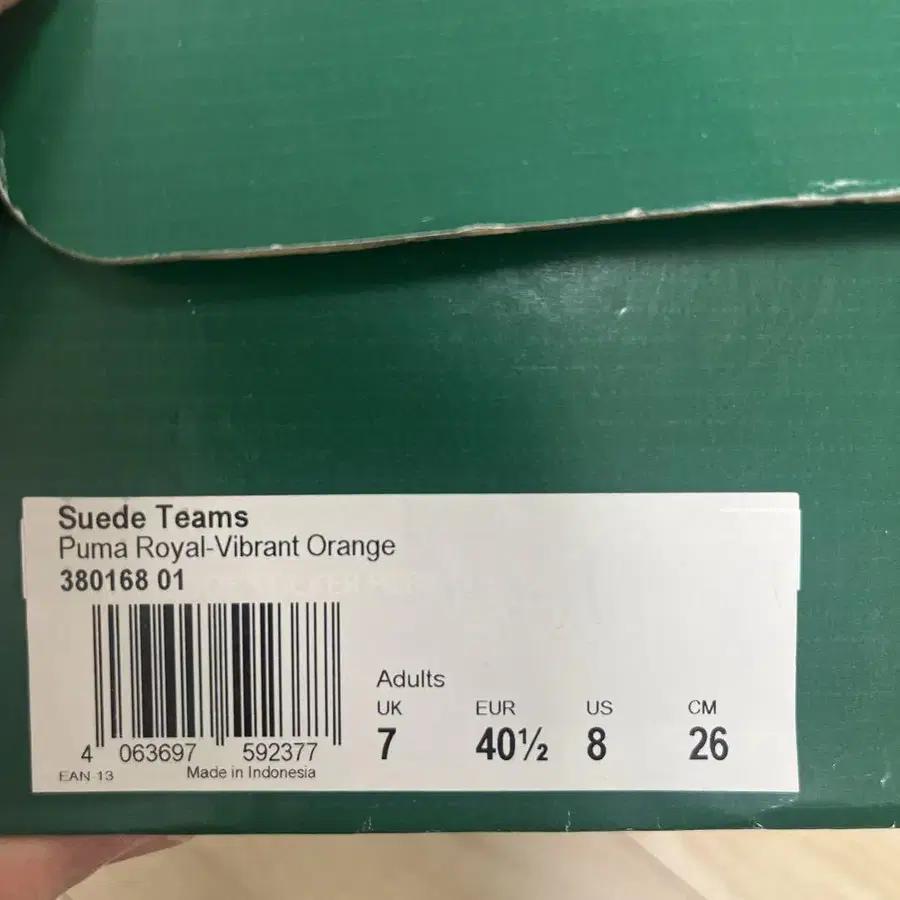 Suede Teams
Puma Royal-Vibrant Orange
380168 01
Adults
UK EUR US CM
7 40½ 8 26
4 063697 592377
EAN-13 Made in Indonesia